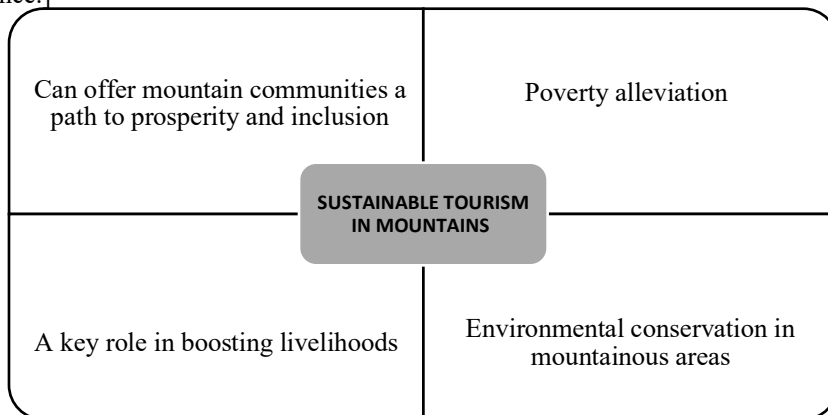 Can offer mountain communities a
path to prosperity and inclusion
Poverty alleviation
SUSTAINABLE TOURISM
IN MOUNTAINS
A key role in boosting livelihoods
Environmental conservation in
mountainous areas